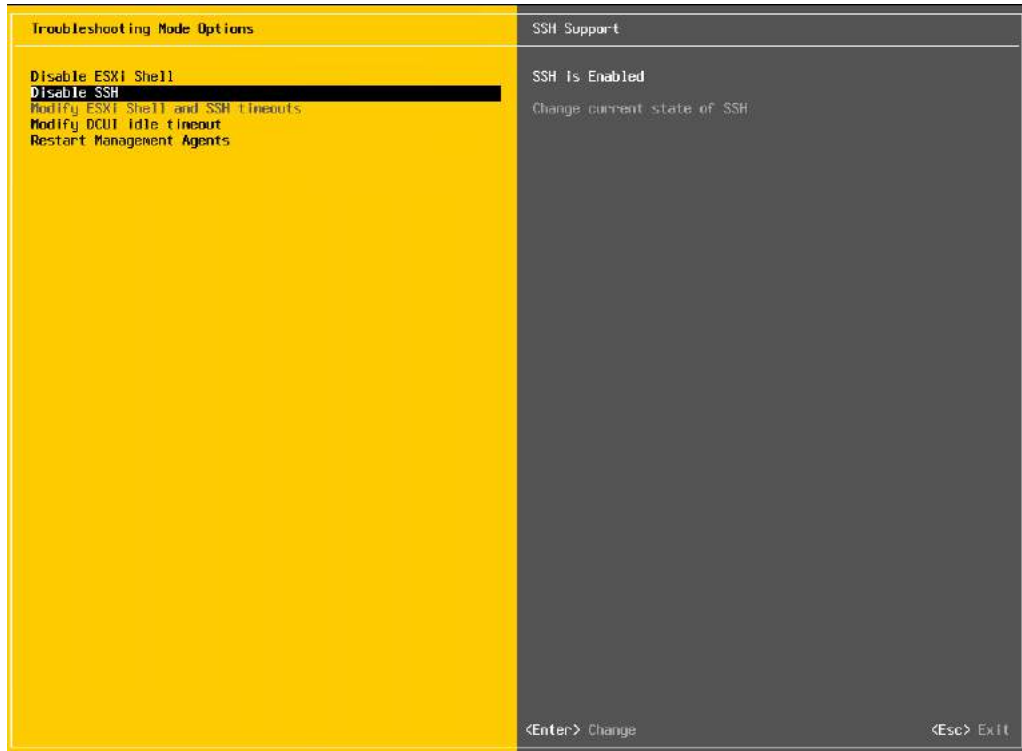 Troubleshooting Mode Options
Disable ESXi Shell
Disable SSH
Modify ESXi Shell and SSH timeouts
Modify DCUI idle timeout
Restart Management Agents
SSH Support
SSH is Enabled
Change current state of SSH
<Enter> Change
<Esc> Exit